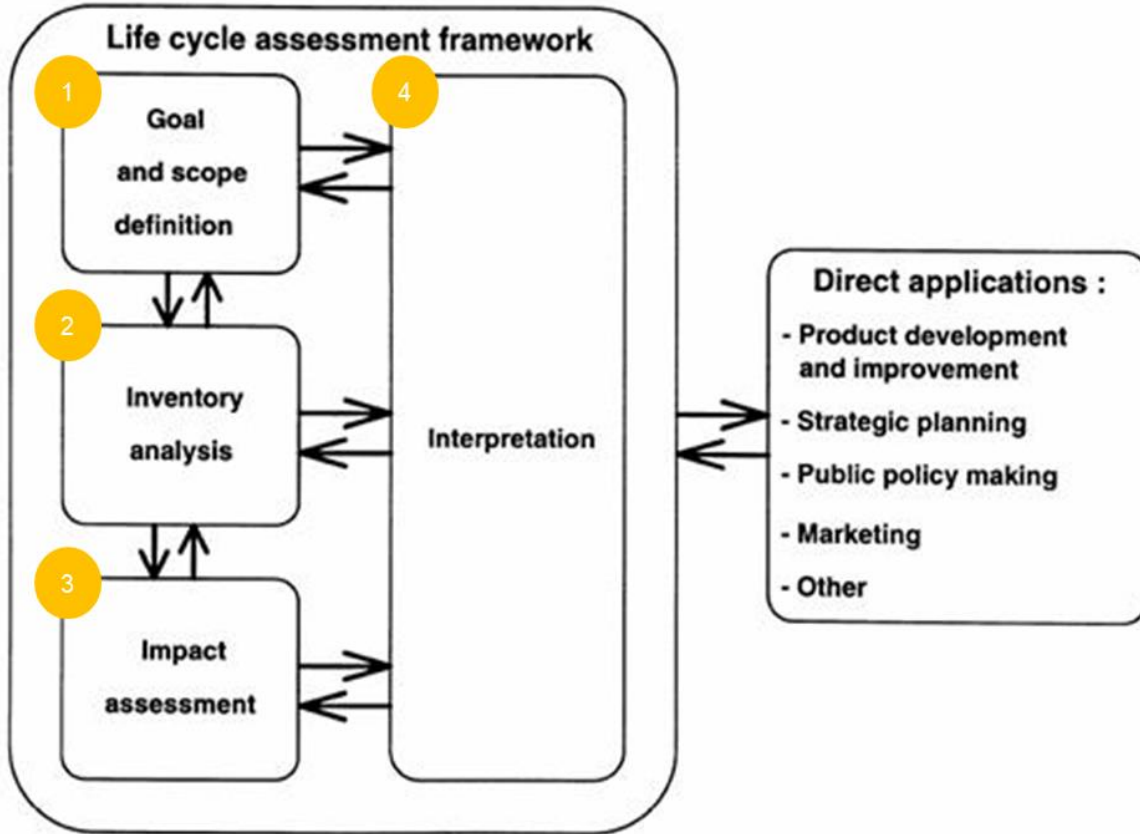 Life cycle assessment framework
1
Goal
and scope
definition
2
Inventory
analysis
3
Impact
assessment
4
Interpretation
Direct applications :
- Product development
and improvement
- Strategic planning
- Public policy making
- Marketing
- Other